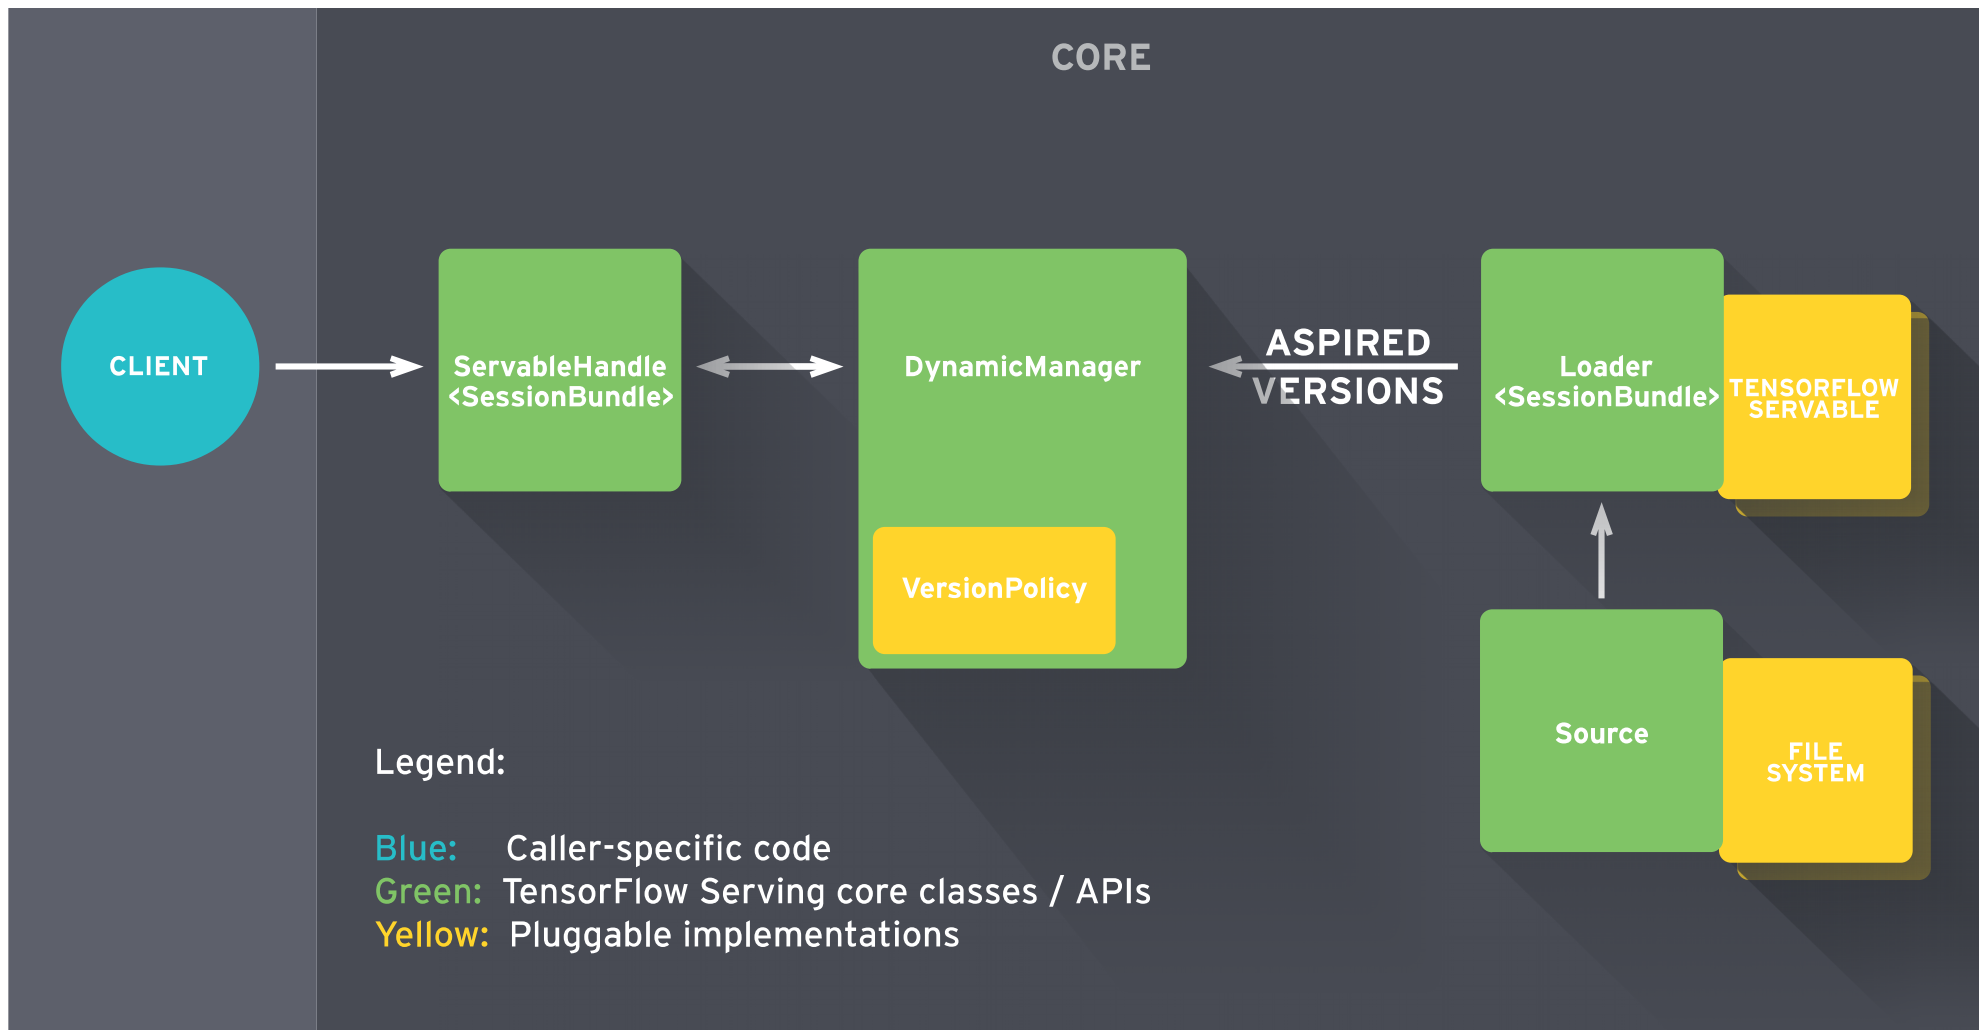 CORE
CLIENT
ServableHandle
<SessionBundle>
DynamicManager
VersionPolicy
ASPIRED
VERSIONS
Loader
<SessionBundle>
TENSORFLOW
SERVABLE
Source
FILE
SYSTEM
Legend:
Blue: Caller-specific code
Green: TensorFlow Serving core classes / APIs
Yellow: Pluggable implementations